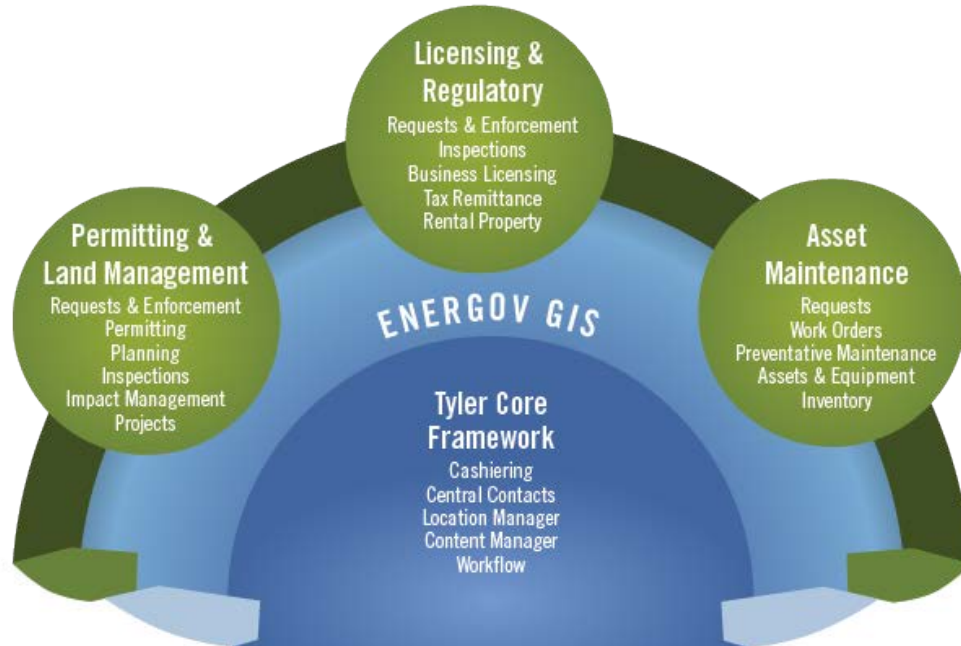 Licensing &
Regulatory
Requests & Enforcement
Inspections
Business Licensing
Tax Remittance
Rental Property
Permitting &
Land Management
Requests & Enforcement
Permitting
Planning
Inspections
Impact Management
Projects
Asset
Maintenance
Requests
Work Orders
Preventative Maintenance
Assets & Equipment
Inventory
ENERGOV GIS
Tyler Core
Framework
Cashiering
Central Contacts
Location Manager
Content Manager
Workflow